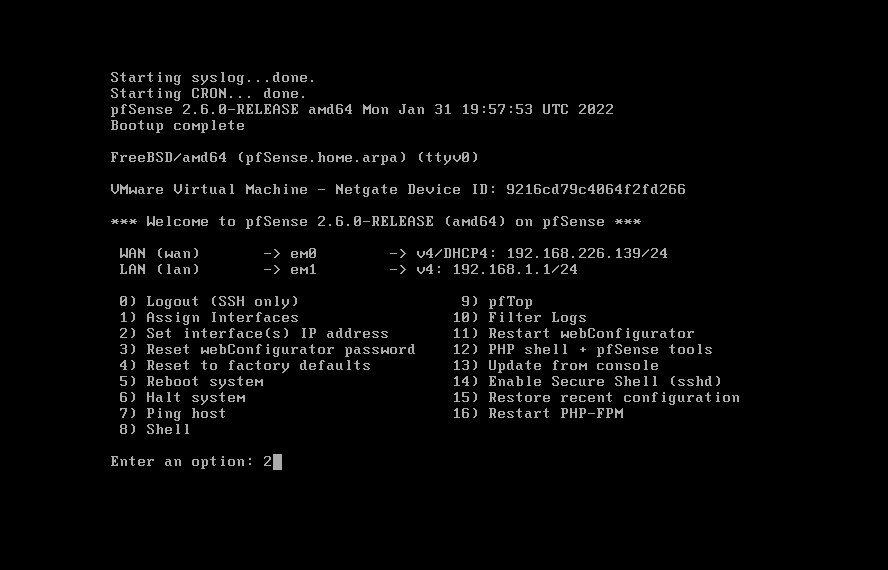 Starting syslog...done.
Starting CRON... done.
pfSense 2.6.0-RELEASE amd64 Mon Jan 31 19:57:53 UTC 2022
Bootup complete
FreeBSD/amd64 (pfSense.home.arpa) (ttyv0)
VMware Virtual Machine - Netgate Device ID: 9216cd79c4064f2fd266
*** Welcome to pfSense 2.6.0-RELEASE (amd64) on pfSense ***
WAN (wan) -> em0 -> v4/DHCP4: 192.168.226.139/24
LAN (lan) -> em1 -> v4: 192.168.1.1/24
0) Logout (SSH only) 9) pfTop
1) Assign Interfaces 10) Filter Logs
2) Set interface(s) IP address 11) Restart webConfigurator
3) Reset webConfigurator password 12) PHP shell + pfSense tools
4) Reset to factory defaults 13) Update from console
5) Reboot system 14) Enable Secure Shell (sshd)
6) Halt system 15) Restore recent configuration
7) Ping host 16) Restart PHP-FPM
8) Shell
Enter an option: 2